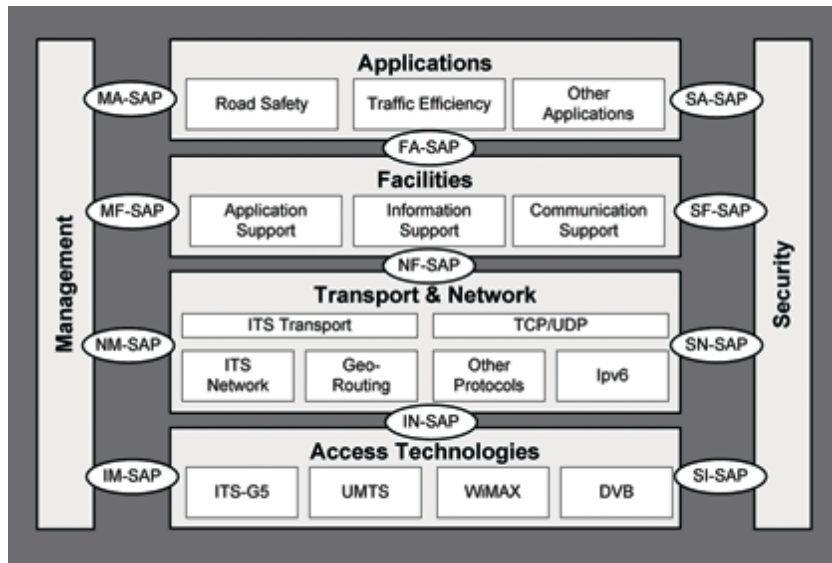 Applications
MA-SAP
Road Safety
Traffic Efficiency
Other
Applications
SA-SAP
FA-SAP
Facilities
MF-SAP
Application
Support
Information
Support
Communication
Support
SF-SAP
NF-SAP
Management
Security
Transport & Network
ITS Transport
TCP/UDP
NM-SAP
ITS
Network
Geo-
Routing
Other
Protocols
Ipv6
SN-SAP
IN-SAP
Access Technologies
IM-SAP
ITS-G5
UMTS
WiMAX
DVB
SI-SAP